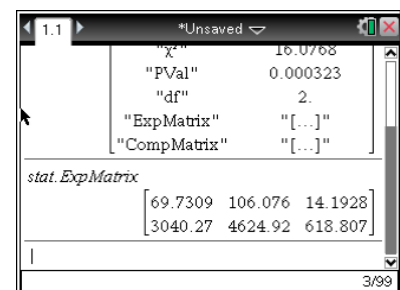 1.1 *Unsaved
"χ²" 16.0768
"PVal" 0.000323
"df" 2.
"ExpMatrix" "[...]"
"CompMatrix" "[...]"
stat.ExpMatrix
69.7309 106.076 14.1928
3040.27 4624.92 618.807
3/99